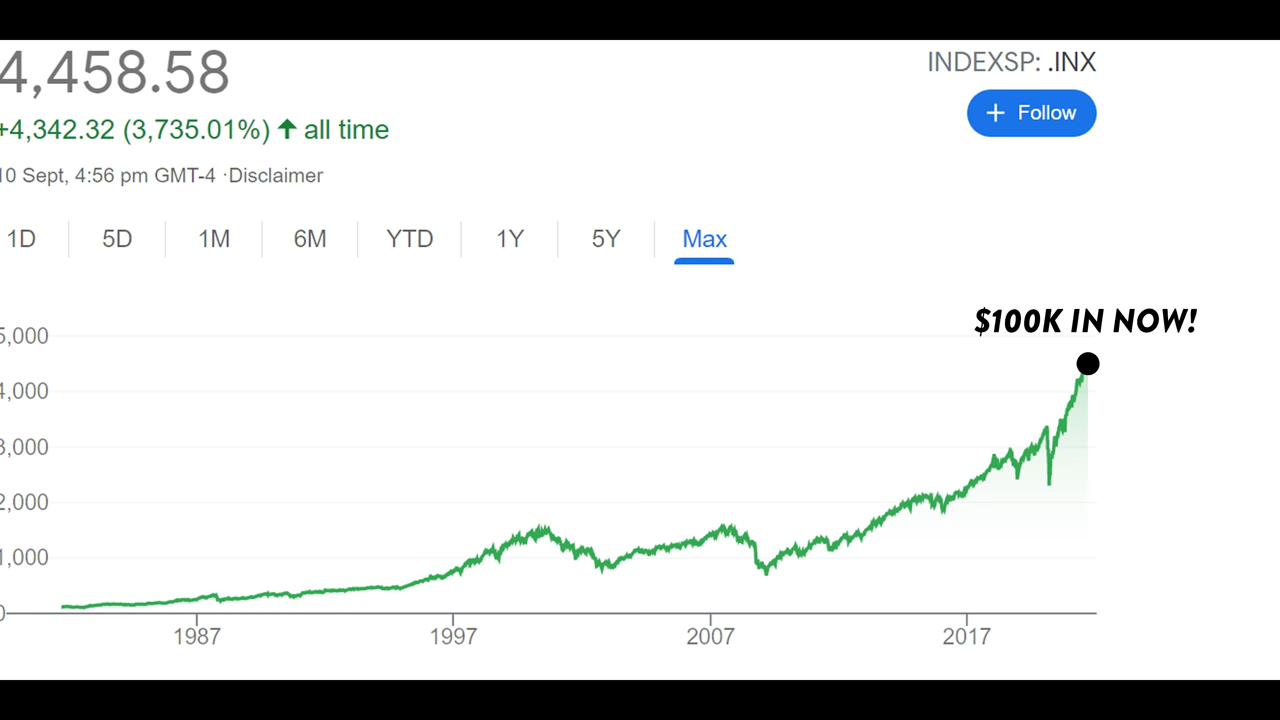 4,458.58
INDEXSP: .INX
+ Follow
+4,342.32 (3,735.01%) ↑ all time
10 Sept, 4:56 pm GMT-4 ·Disclaimer
1D 5D 1M 6M YTD 1Y 5Y Max
$100K IN NOW!
5,000
4,000
3,000
2,000
1,000
0
1987 1997 2007 2017